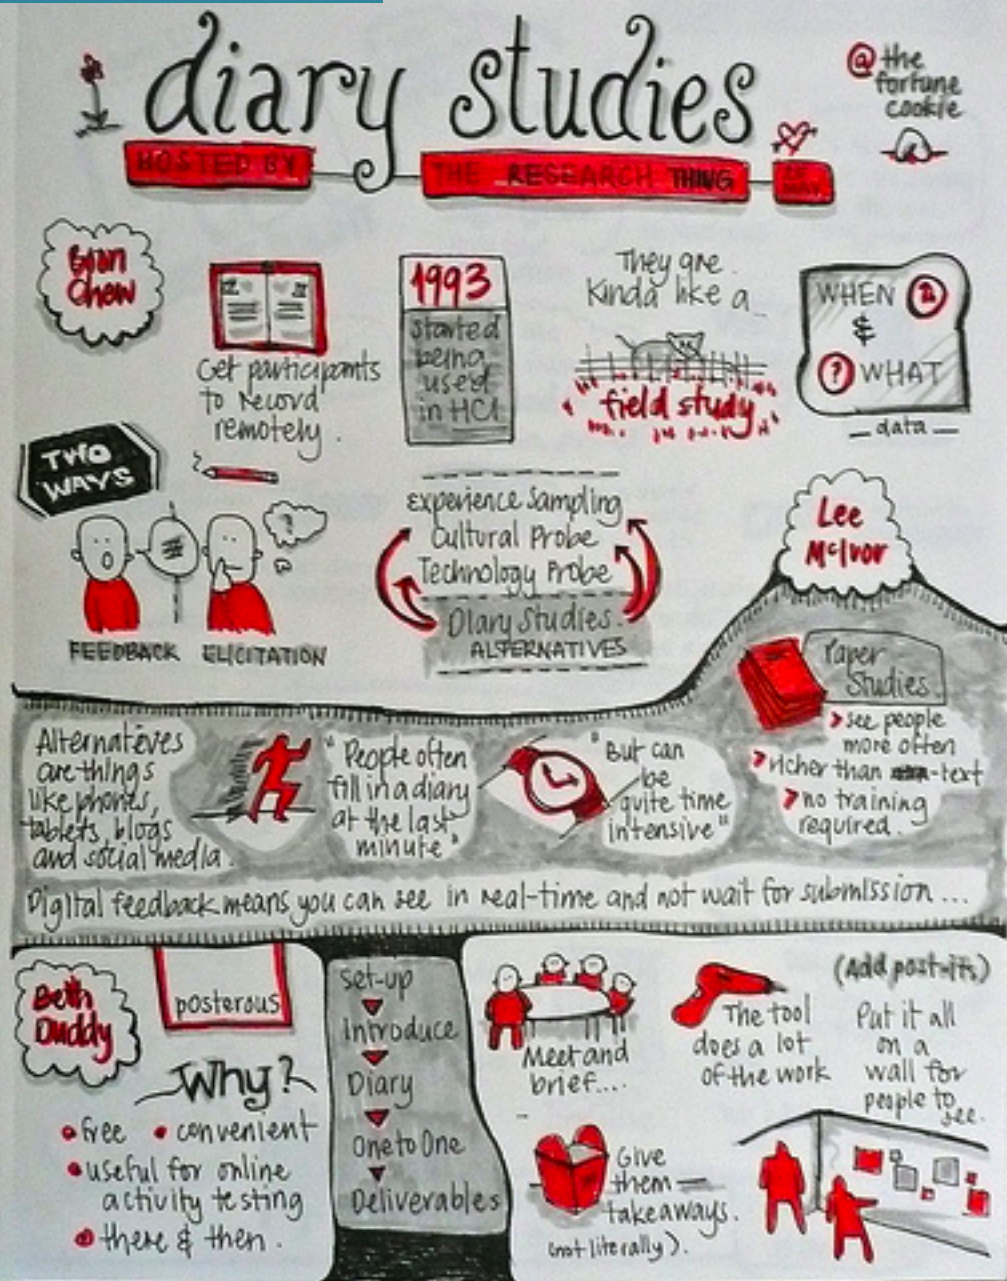 diary studies
@ the
fortune
cookie
HOSTED BY
THE RESEARCH THING
MAY
Chow
Get participants
to record
remotely.
1993
started
being
used
in HCI
They are
kinda like a
field study
WHEN
&
? WHAT
data
TWO
WAYS
FEEDBACK
ELICITATION
Experience Sampling
Cultural Probe
Technology Probe
Diary Studies.
ALTERNATIVES
Lee
McIvor
Paper
Studies.
> see people
more often
> richer than -text
> no training
required.
Alternatives
are things
like phones,
tablets, blogs
and social media.
"People often
fill in a diary
at the last
minute"
"But can
be
quite time
intensive"
Digital feedback means you can see in real-time and not wait for submission...
Beth
Duddy
posterous
Why?
• free • convenient
• useful for online
activity testing
• there & then.
set-up
Introduce
Diary
One to One
Deliverables
Meet and
brief....
The tool
does a lot
of the work
(Add post-its)
Put it all
on a
wall for
people to
see.
Give
them
takeaways.
(not literally).